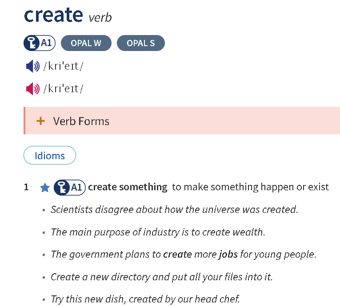 create verb
A1 OPAL W OPAL S
/kriˈeɪt/
/kriˈeɪt/
+ Verb Forms
Idioms
1 A1 create something to make something happen or exist
• Scientists disagree about how the universe was created.
• The main purpose of industry is to create wealth.
• The government plans to create more jobs for young people.
• Create a new directory and put all your files into it.
• Try this new dish, created by our head chef.